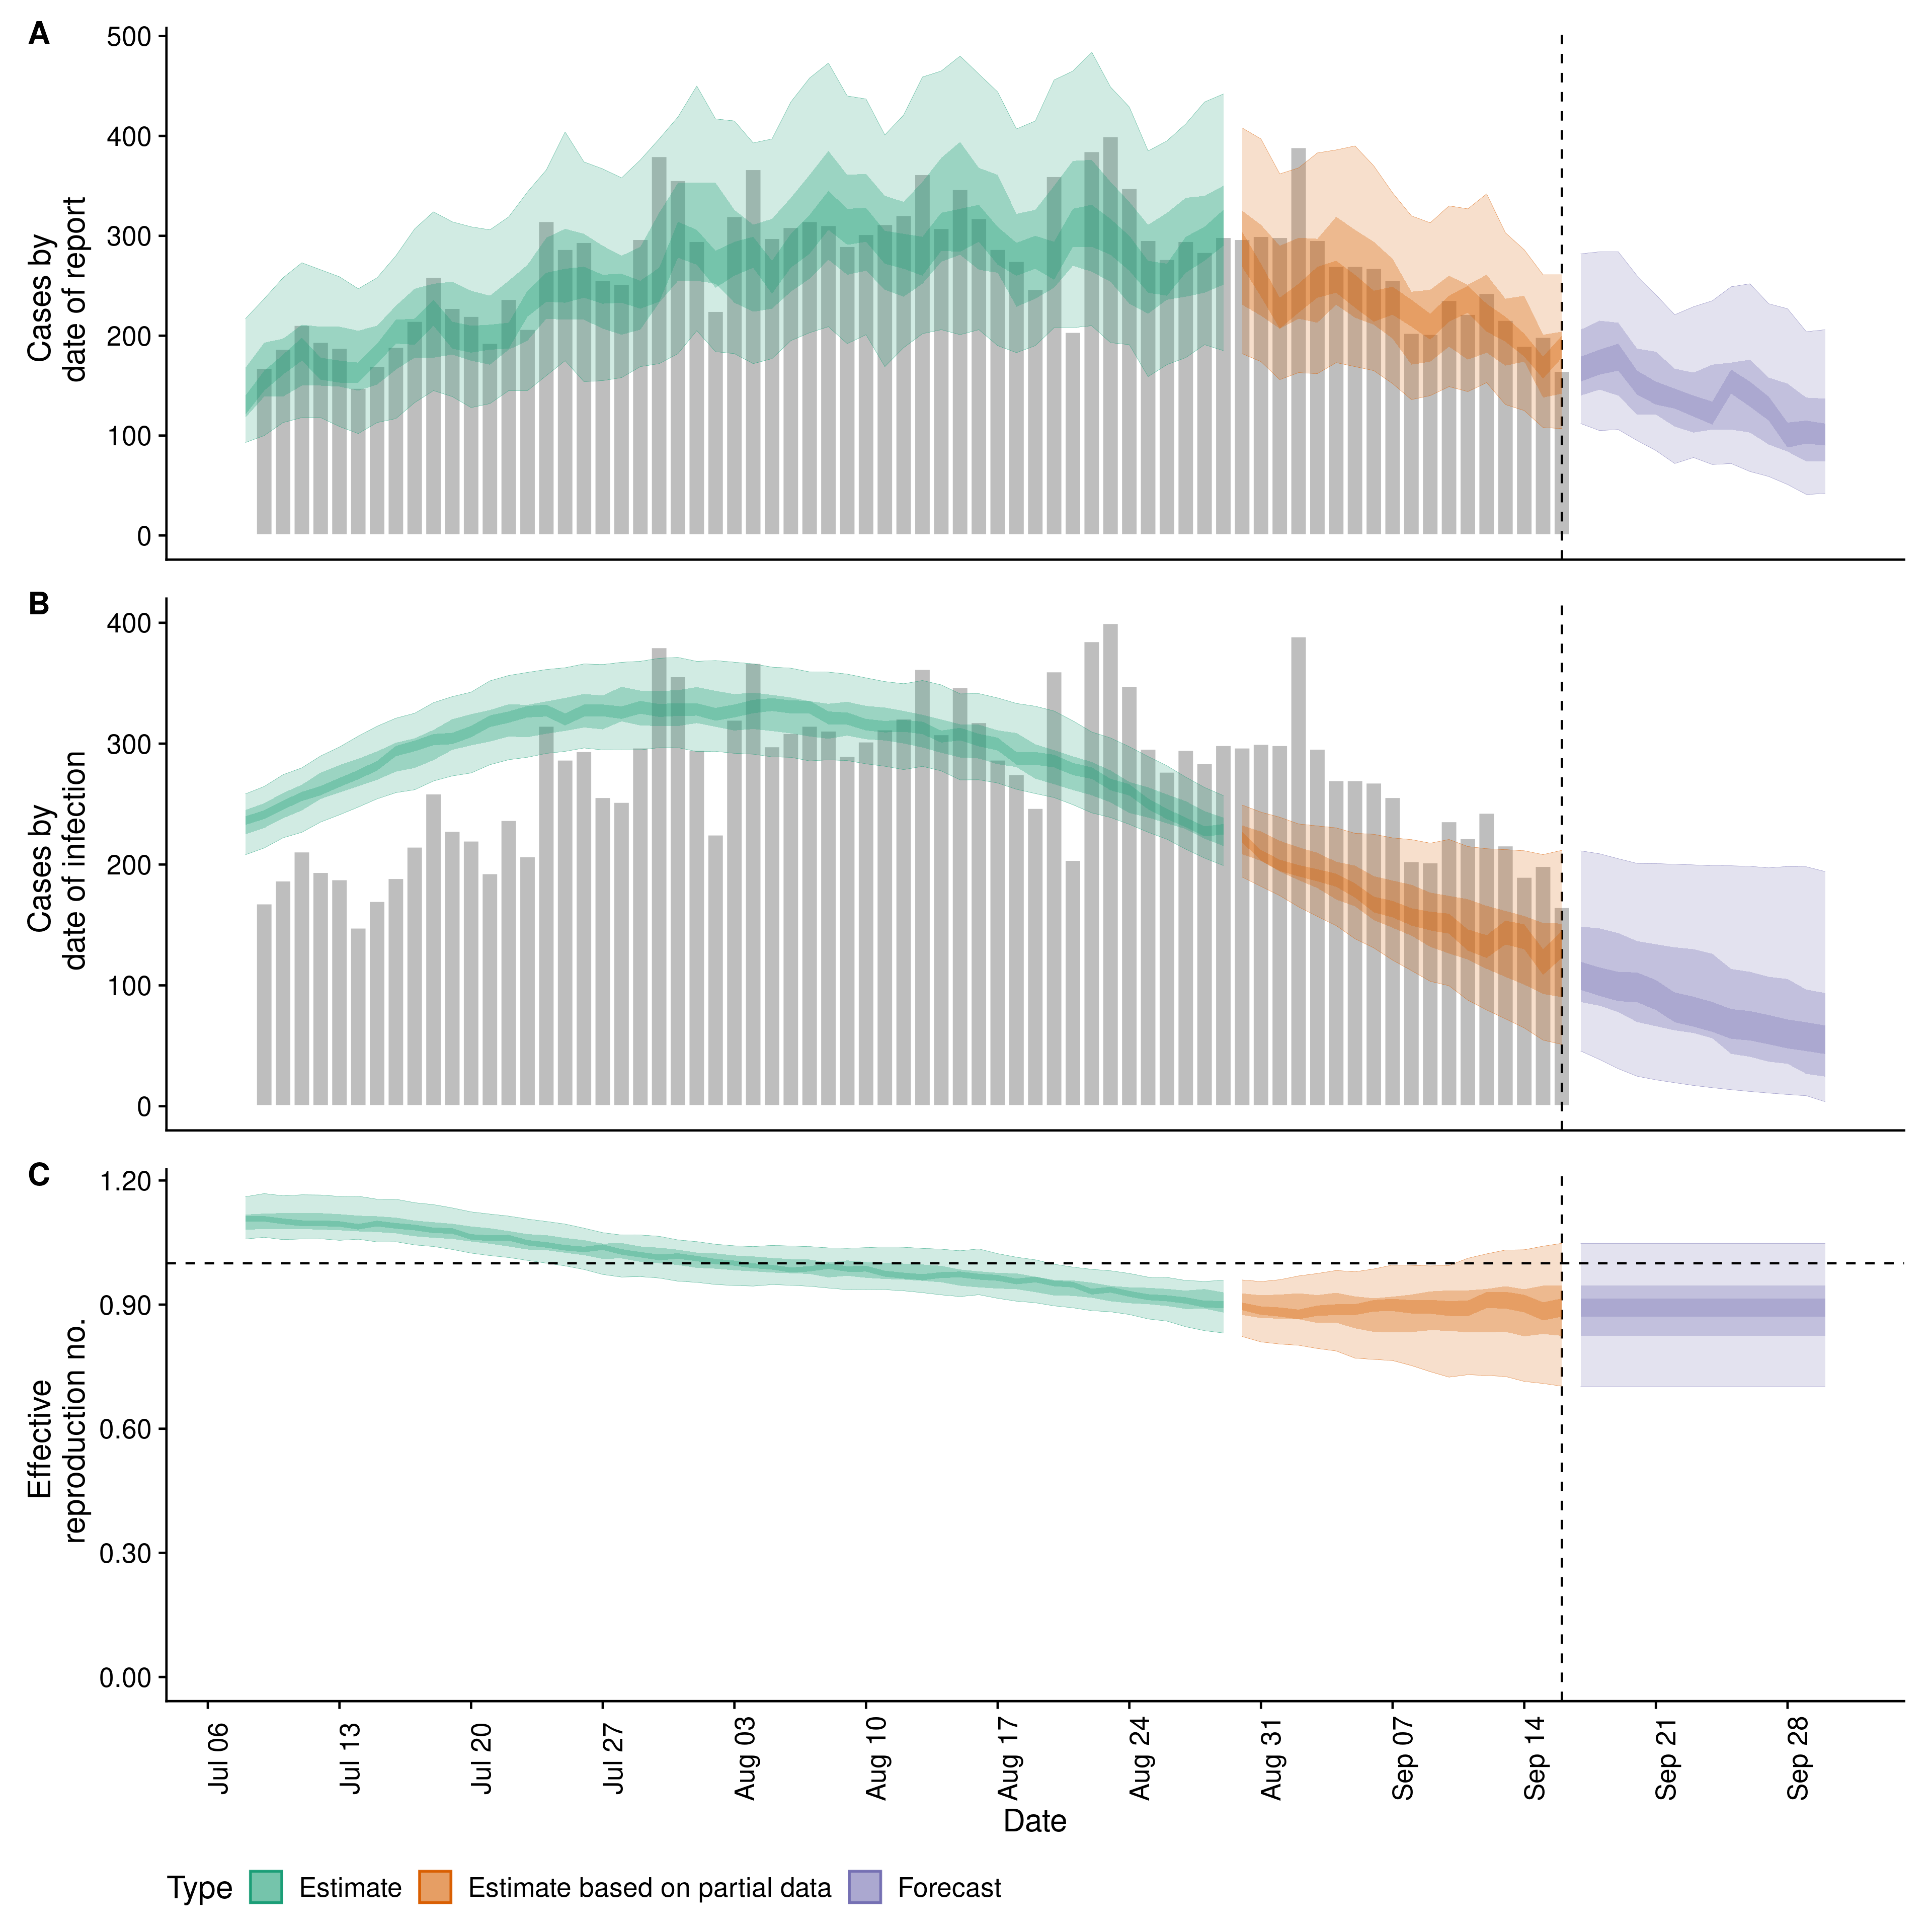 A
Cases by
date of report
500
400
300
200
100
0
B
Cases by
date of infection
400
300
200
100
0
C
Effective
reproduction no.
1.20
0.90
0.60
0.30
0.00
Jul 06
Jul 13
Jul 20
Jul 27
Aug 03
Aug 10
Aug 17
Aug 24
Aug 31
Sep 07
Sep 14
Sep 21
Sep 28
Date
Type Estimate Estimate based on partial data Forecast